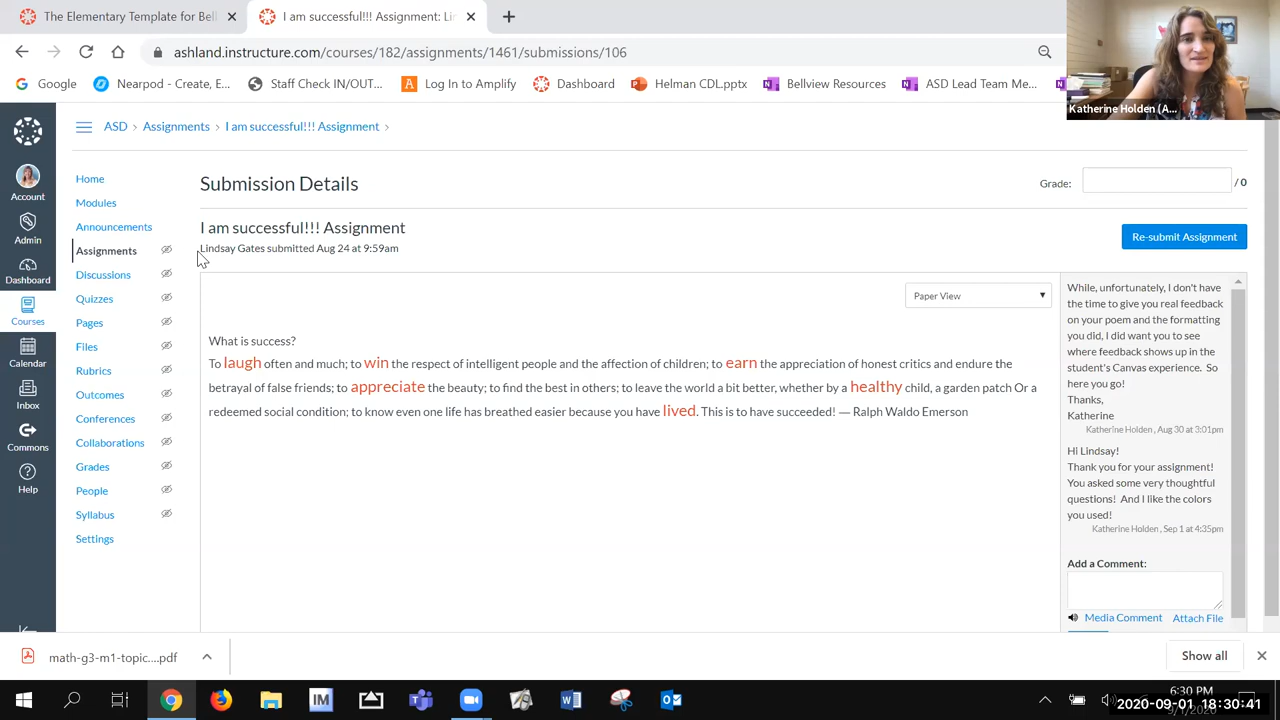 The Elementary Template for Bell
I am successful!!! Assignment: Li
ashland.instructure.com/courses/182/assignments/1461/submissions/106
Google
Nearpod - Create, E...
Staff Check IN/OUT...
Log In to Amplify
Dashboard
Helman CDL.pptx
Bellview Resources
ASD Lead Team Me...
Katherine Holden (A...
ASD
Assignments
I am successful!!! Assignment
Account
Admin
Dashboard
Courses
Calendar
Inbox
Commons
Help
Home
Modules
Announcements
Assignments
Discussions
Quizzes
Pages
Files
Rubrics
Outcomes
Conferences
Collaborations
Grades
People
Syllabus
Settings
Submission Details
Grade:
/0
I am successful!!! Assignment
Lindsay Gates submitted Aug 24 at 9:59am
Re-submit Assignment
Paper View
What is success?
To laugh often and much; to win the respect of intelligent people and the affection of children; to earn the appreciation of honest critics and endure the
betrayal of false friends; to appreciate the beauty; to find the best in others; to leave the world a bit better, whether by a healthy child, a garden patch Or a
redeemed social condition; to know even one life has breathed easier because you have lived. This is to have succeeded! — Ralph Waldo Emerson
While, unfortunately, I don't have
the time to give you real feedback
on your poem and the formatting
you did, I did want you to see
where feedback shows up in the
student's Canvas experience. So
here you go!
Thanks,
Katherine
Katherine Holden , Aug 30 at 3:01pm
Hi Lindsay!
Thank you for your assignment!
You asked some very thoughtful
questions! And I like the colors
you used!
Katherine Holden , Sep 1 at 4:35pm
Add a Comment:
Media Comment
Attach File
math-g3-m1-topic....pdf
Show all
IM
6:30 PM
2020-09-01 18:30:41